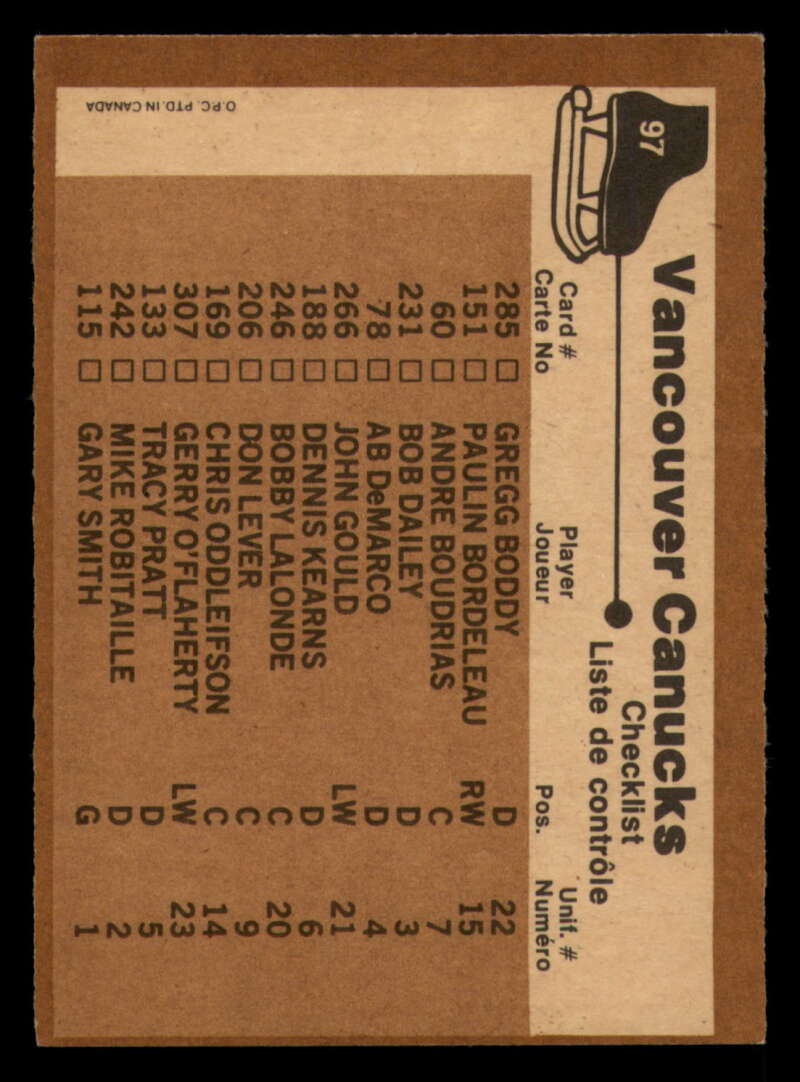 97
Vancouver Canucks
Checklist
Liste de contrôle
Card # Player Unif. #
Carte No Joueur Pos. Numéro
285 □ GREGG BODDY D 22
151 □ PAULIN BORDELEAU RW 15
60 □ ANDRE BOUDRIAS C 7
231 □ BOB DAILEY D 3
78 □ AB DeMARCO D 4
266 □ JOHN GOULD LW 21
188 □ DENNIS KEARNS D 6
246 □ BOBBY LALONDE C 20
206 □ DON LEVER C 9
169 □ CHRIS ODDLEIFSON C 14
307 □ GERRY O'FLAHERTY LW 23
133 □ TRACY PRATT D 5
242 □ MIKE ROBITAILLE D 2
115 □ GARY SMITH G 1
O.P.C. PTD. IN CANADA